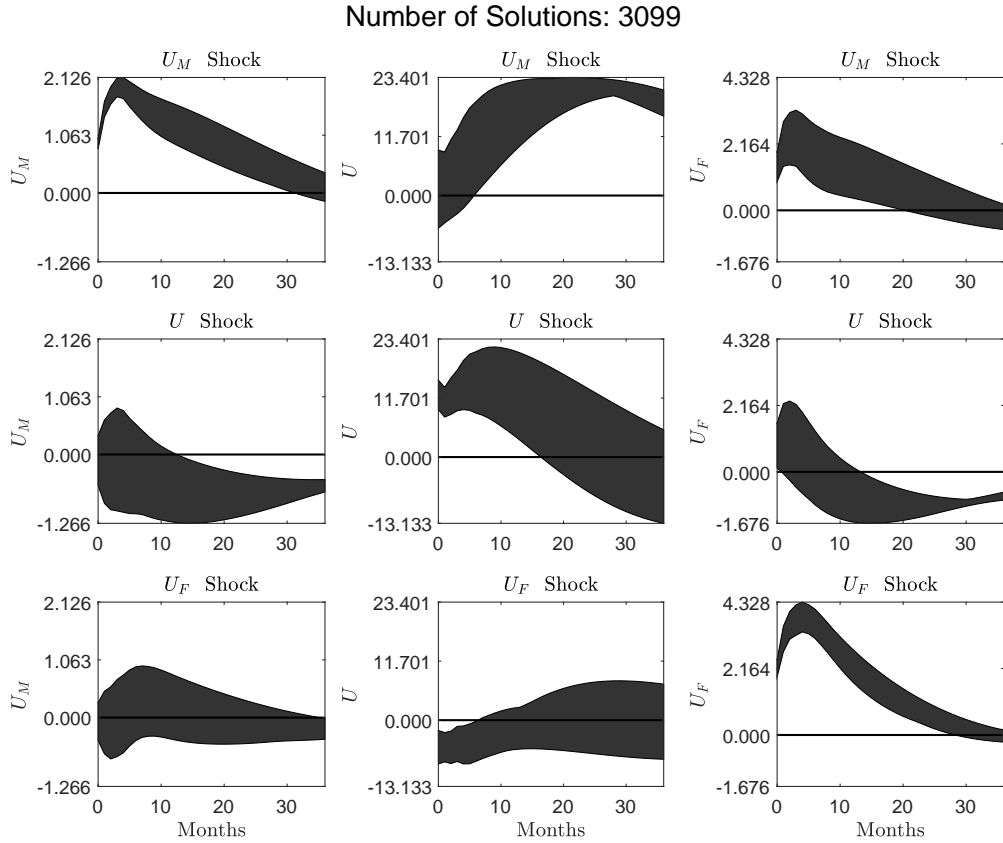 Number of Solutions: 3099
U_M Shock
U_M Shock
U_M Shock
2.126
1.063
0.000
-1.266
U_M
0 10 20 30
23.401
11.701
0.000
-13.133
U
0 10 20 30
4.328
2.164
0.000
-1.676
U_F
0 10 20 30
U Shock
U Shock
U Shock
2.126
1.063
0.000
-1.266
U_M
0 10 20 30
23.401
11.701
0.000
-13.133
U
0 10 20 30
4.328
2.164
0.000
-1.676
U_F
0 10 20 30
U_F Shock
U_F Shock
U_F Shock
2.126
1.063
0.000
-1.266
U_M
0 10 20 30
Months
23.401
11.701
0.000
-13.133
U
0 10 20 30
Months
4.328
2.164
0.000
-1.676
U_F
0 10 20 30
Months